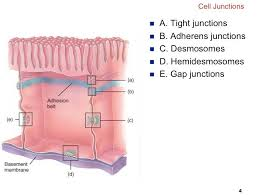 Cell Junctions
A. Tight junctions
B. Adherens junctions
C. Desmosomes
D. Hemidesmosomes
E. Gap junctions
(a)
(b)
Adhesion
belt
(e)
(c)
Basement
membrane
(d)
4